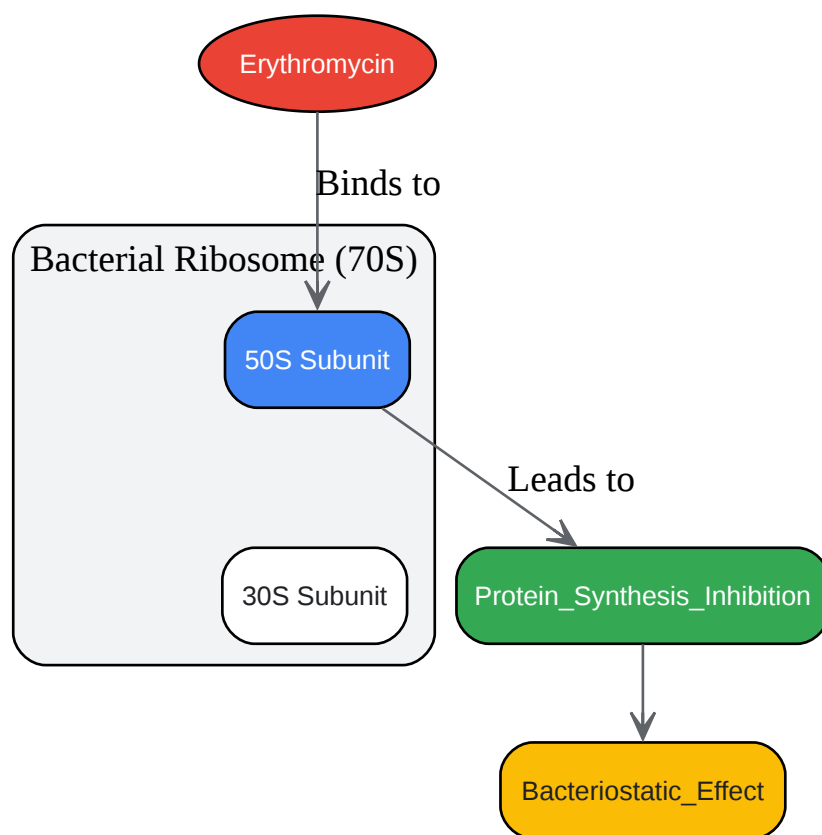 Erythromycin
Binds to
Bacterial Ribosome (70S)
50S Subunit
Leads to
30S Subunit
Protein_Synthesis_Inhibition
Bacteriostatic_Effect